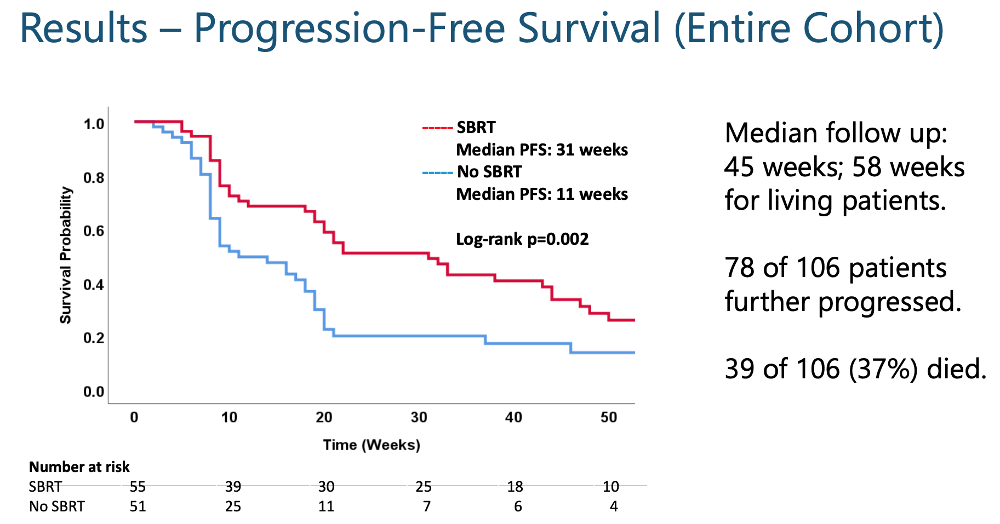 Results – Progression-Free Survival (Entire Cohort)
1.0
0.8
0.6
0.4
0.2
0.0
Survival Probability
SBRT
Median PFS: 31 weeks
No SBRT
Median PFS: 11 weeks
Log-rank p=0.002
0 10 20 30 40 50
Time (Weeks)
Number at risk
SBRT 55 39 30 25 18 10
No SBRT 51 25 11 7 6 4
Median follow up:
45 weeks; 58 weeks
for living patients.
78 of 106 patients
further progressed.
39 of 106 (37%) died.